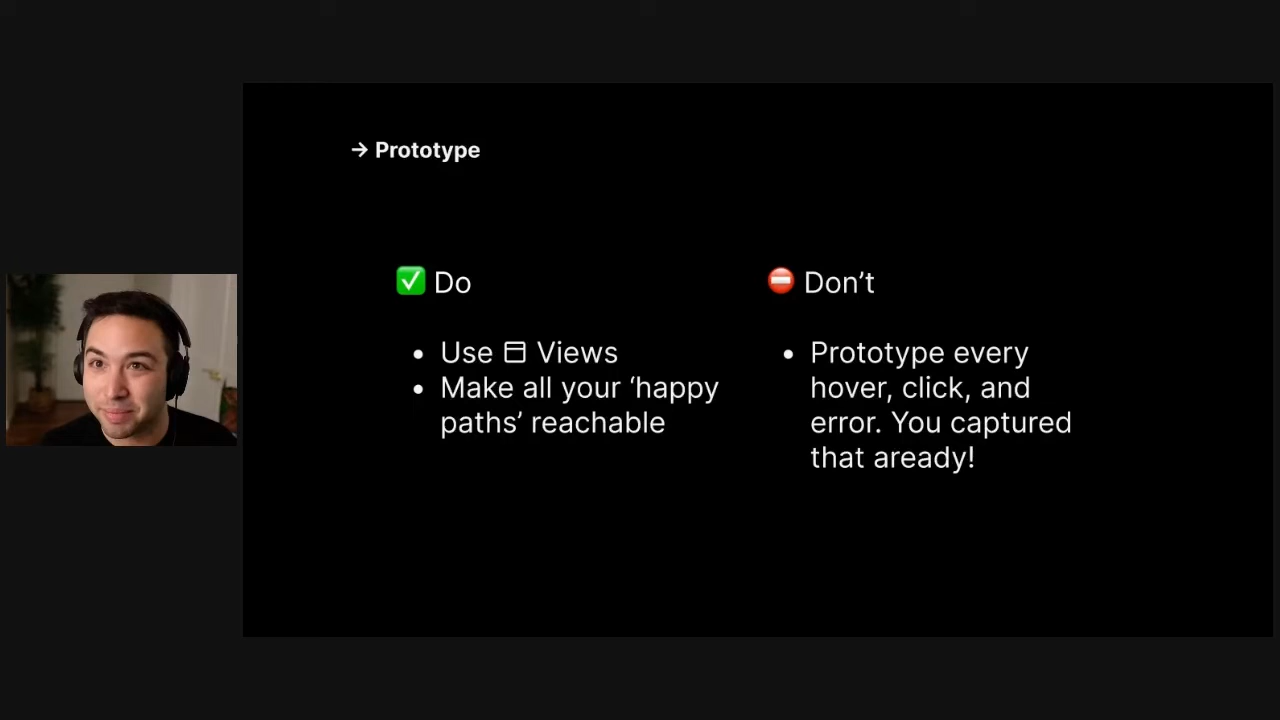 → Prototype
✅ Do
• Use Views
• Make all your ‘happy
paths’ reachable
⛔ Don’t
• Prototype every
hover, click, and
error. You captured
that aready!